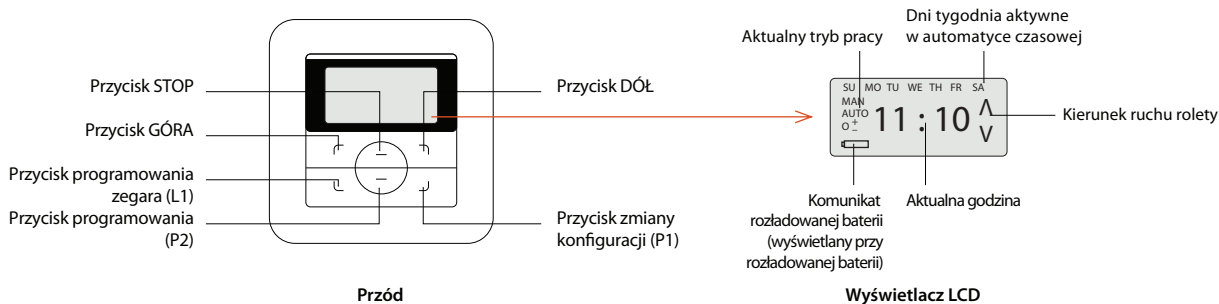 Przycisk STOP
Przycisk GÓRA
Przycisk programowania
zegara (L1)
Przycisk programowania
(P2)
Przycisk DÓŁ
Przycisk zmiany
konfiguracji (P1)
Przód
Aktualny tryb pracy
Dni tygodnia aktywne
w automatyce czasowej
SU MO TU WE TH FR SA
MAN
AUTO
O ±
11 : 10
Kierunek ruchu rolety
Komunikat
rozładowanej baterii
(wyświetlany przy
rozładowanej baterii)
Aktualna godzina
Wyświetlacz LCD